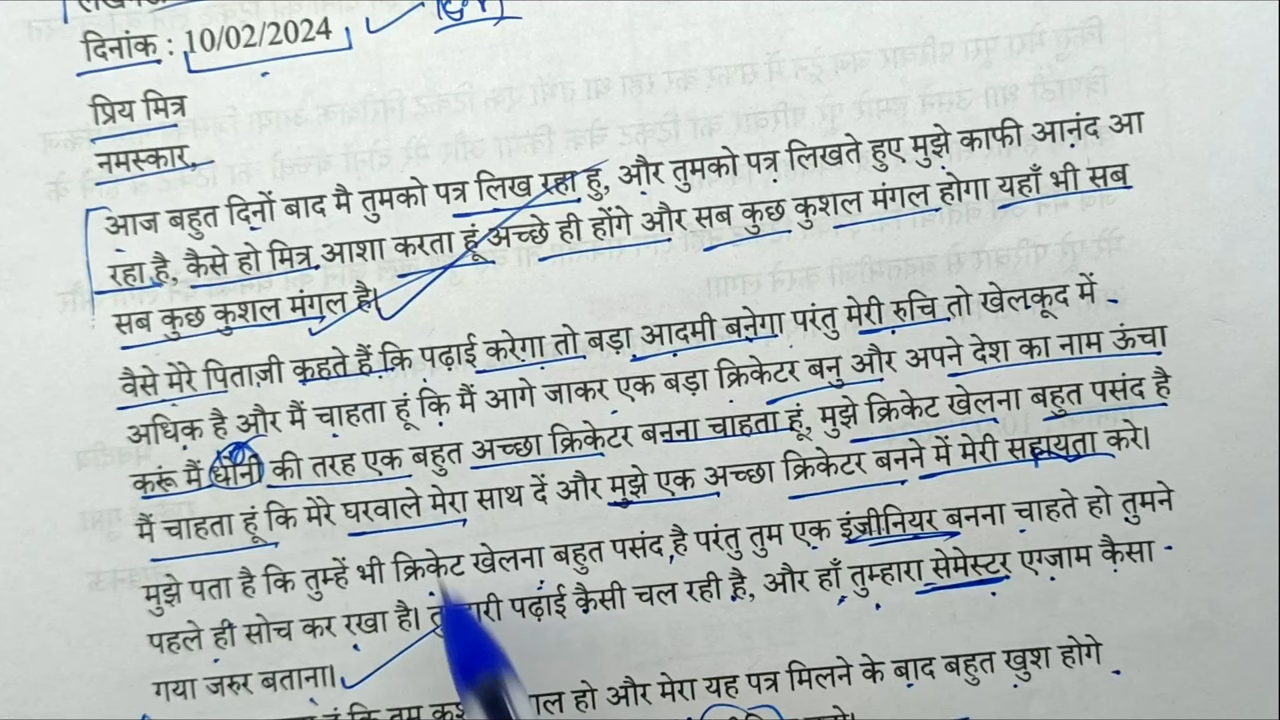 दिनांक : 10/02/2024
प्रिय मित्र
नमस्कार,
आज बहुत दिनों बाद मै तुमको पत्र लिख रहा हु, और तुमको पत्र लिखते हुए मुझे काफी आनंद आ
रहा है, कैसे हो मित्र आशा करता हूं अच्छे ही होंगे और सब कुछ कुशल मंगल होगा यहाँ भी सब
सब कुछ कुशल मंगल है।
वैसे मेरे पिताज़ी कहते हैं कि पढ़ाई करेगा तो बड़ा आदमी बनेगा परंतु मेरी रुचि तो खेलकूद में
अधिक है और मैं चाहता हूं कि मैं आगे जाकर एक बड़ा क्रिकेटर बनु और अपने देश का नाम ऊंचा
करूं मैं धोनी की तरह एक बहुत अच्छा क्रिकेटर बनना चाहता हूं, मुझे क्रिकेट खेलना बहुत पसंद है
मैं चाहता हूं कि मेरे घरवाले मेरा साथ दें और मुझे एक अच्छा क्रिकेटर बनने में मेरी सहायता करे।
मुझे पता है कि तुम्हें भी क्रिकेट खेलना बहुत पसंद है परंतु तुम एक इंजीनियर बनना चाहते हो तुमने
पहले ही सोच कर रखा है। पढ़ाई कैसी चल रही है, और हाँ तुम्हारा सेमेस्टर एग्जाम कैसा
गया जरुर बताना।
कि तुम हो और मेरा यह पत्र मिलने के बाद बहुत खुश होगे